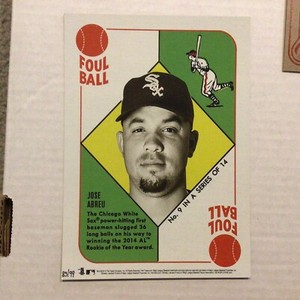 FOUL
BALL
Sox
JOSE
ABREU
The Chicago White
Sox® power-hitting first
baseman slugged 36
long balls on his way to
winning the 2014 AL™
Rookie of the Year award.
No. 9 IN A SERIES OF 14
FOUL
BALL